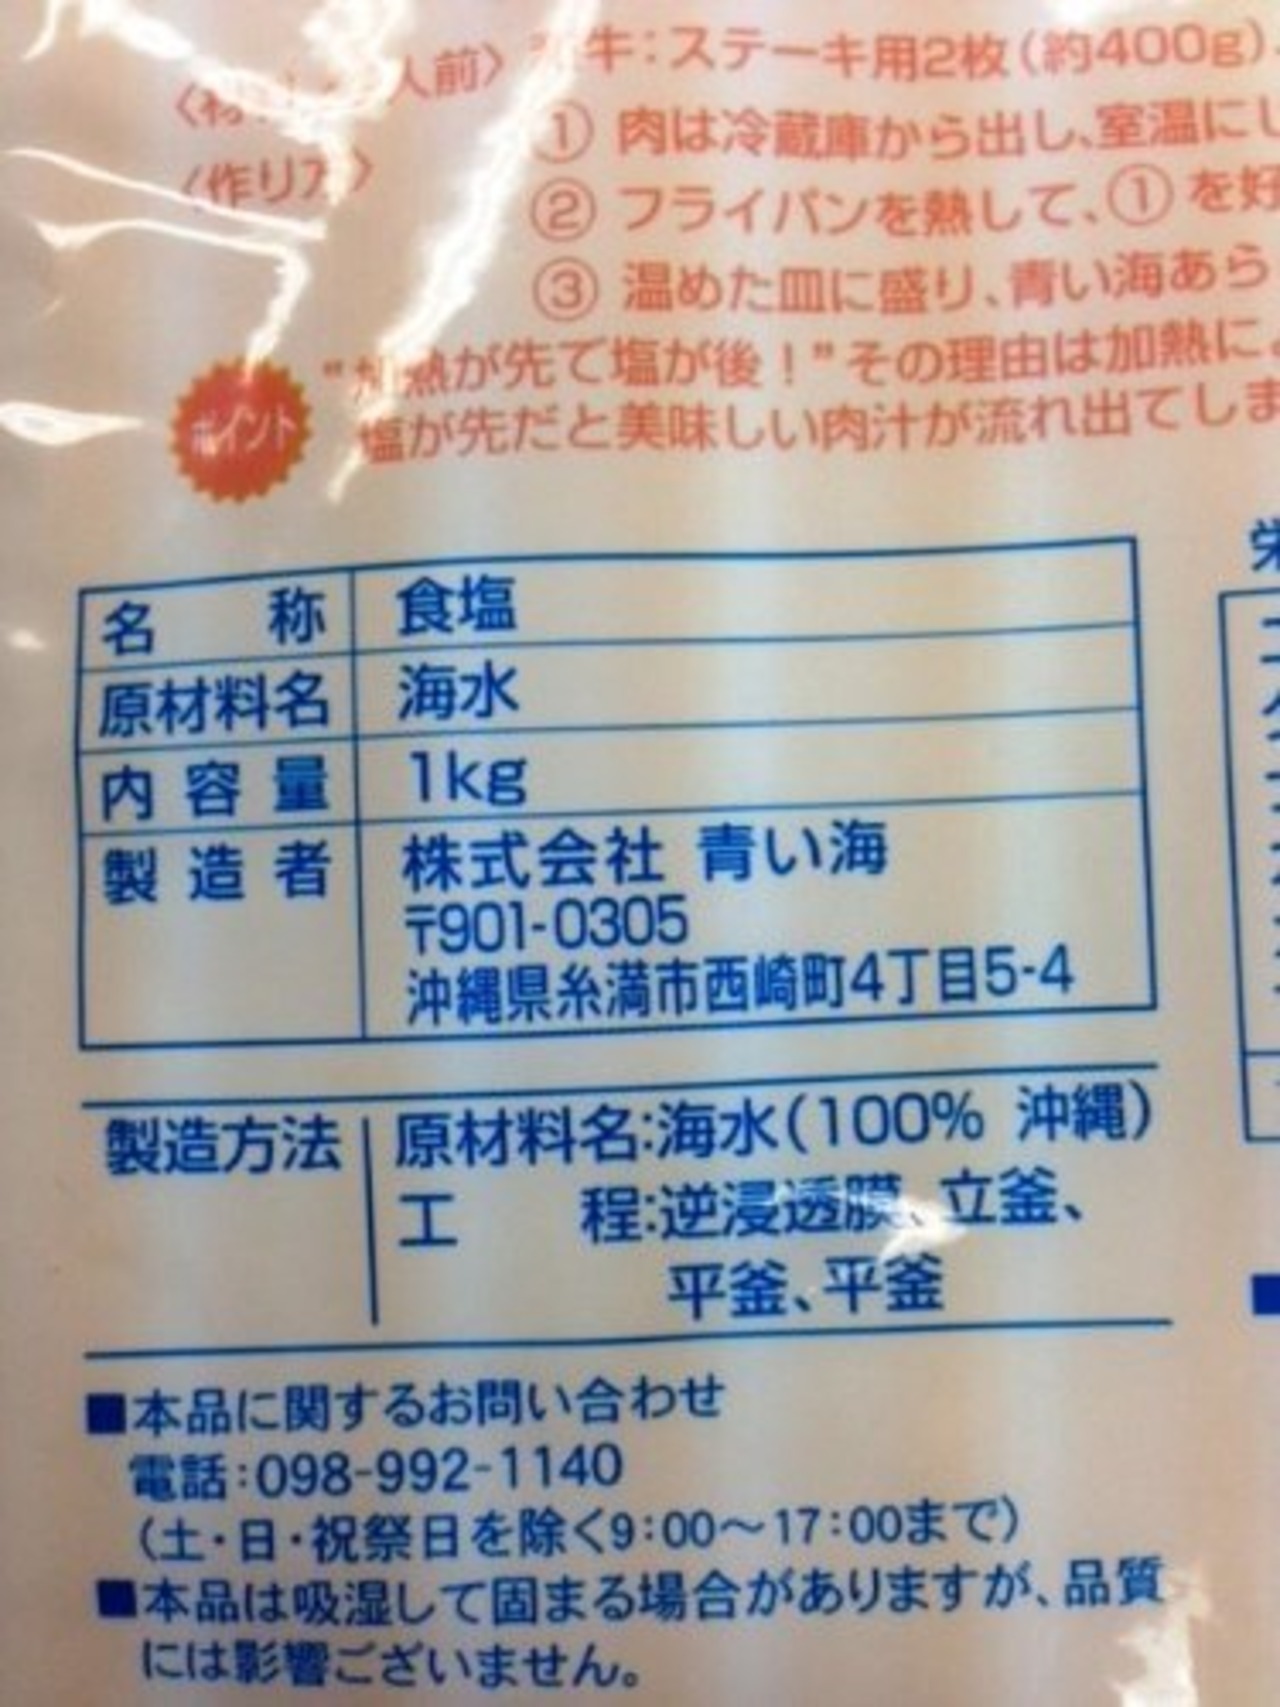 人前〉 牛：ステーキ用2枚（約400g）
〈作り方〉 ① 肉は冷蔵庫から出し、室温にし
② フライパンを熱して、① を好
③ 温めた皿に盛り、青い海あら
ポイント
"加熱が先で塩が後！"その理由は加熱に
塩が先だと美味しい肉汁が流れ出てしま
名 称 食塩
原材料名 海水
内容量 1kg
製造者 株式会社 青い海
〒901-0305
沖縄県糸満市西崎町4丁目5-4
栄
製造方法 原材料名：海水（100% 沖縄）
工 程：逆浸透膜、立釜、
平釜、平釜
■本品に関するお問い合わせ
電話：098-992-1140
（土・日・祝祭日を除く9：00〜17：00まで）
■本品は吸湿して固まる場合がありますが、品質
には影響ございません。